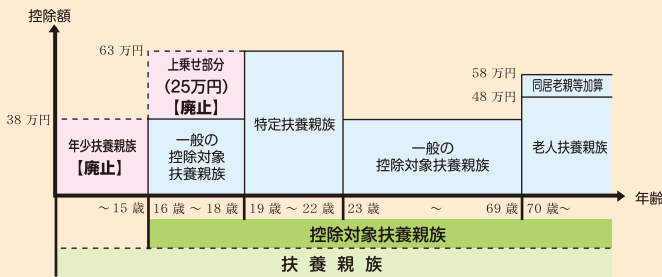 控除額
63 万円
上乗せ部分
（25万円）
【廃止】
58 万円
48 万円
同居老親等加算
38 万円
年少扶養親族
【廃止】
一般の
控除対象
扶養親族
特定扶養親族
一般の
控除対象扶養親族
老人扶養親族
～ 15 歳
16 歳 ～ 18 歳
19 歳 ～ 22 歳
23 歳 ～ 69 歳
70 歳～
年齢
控除対象扶養親族
扶 養 親 族